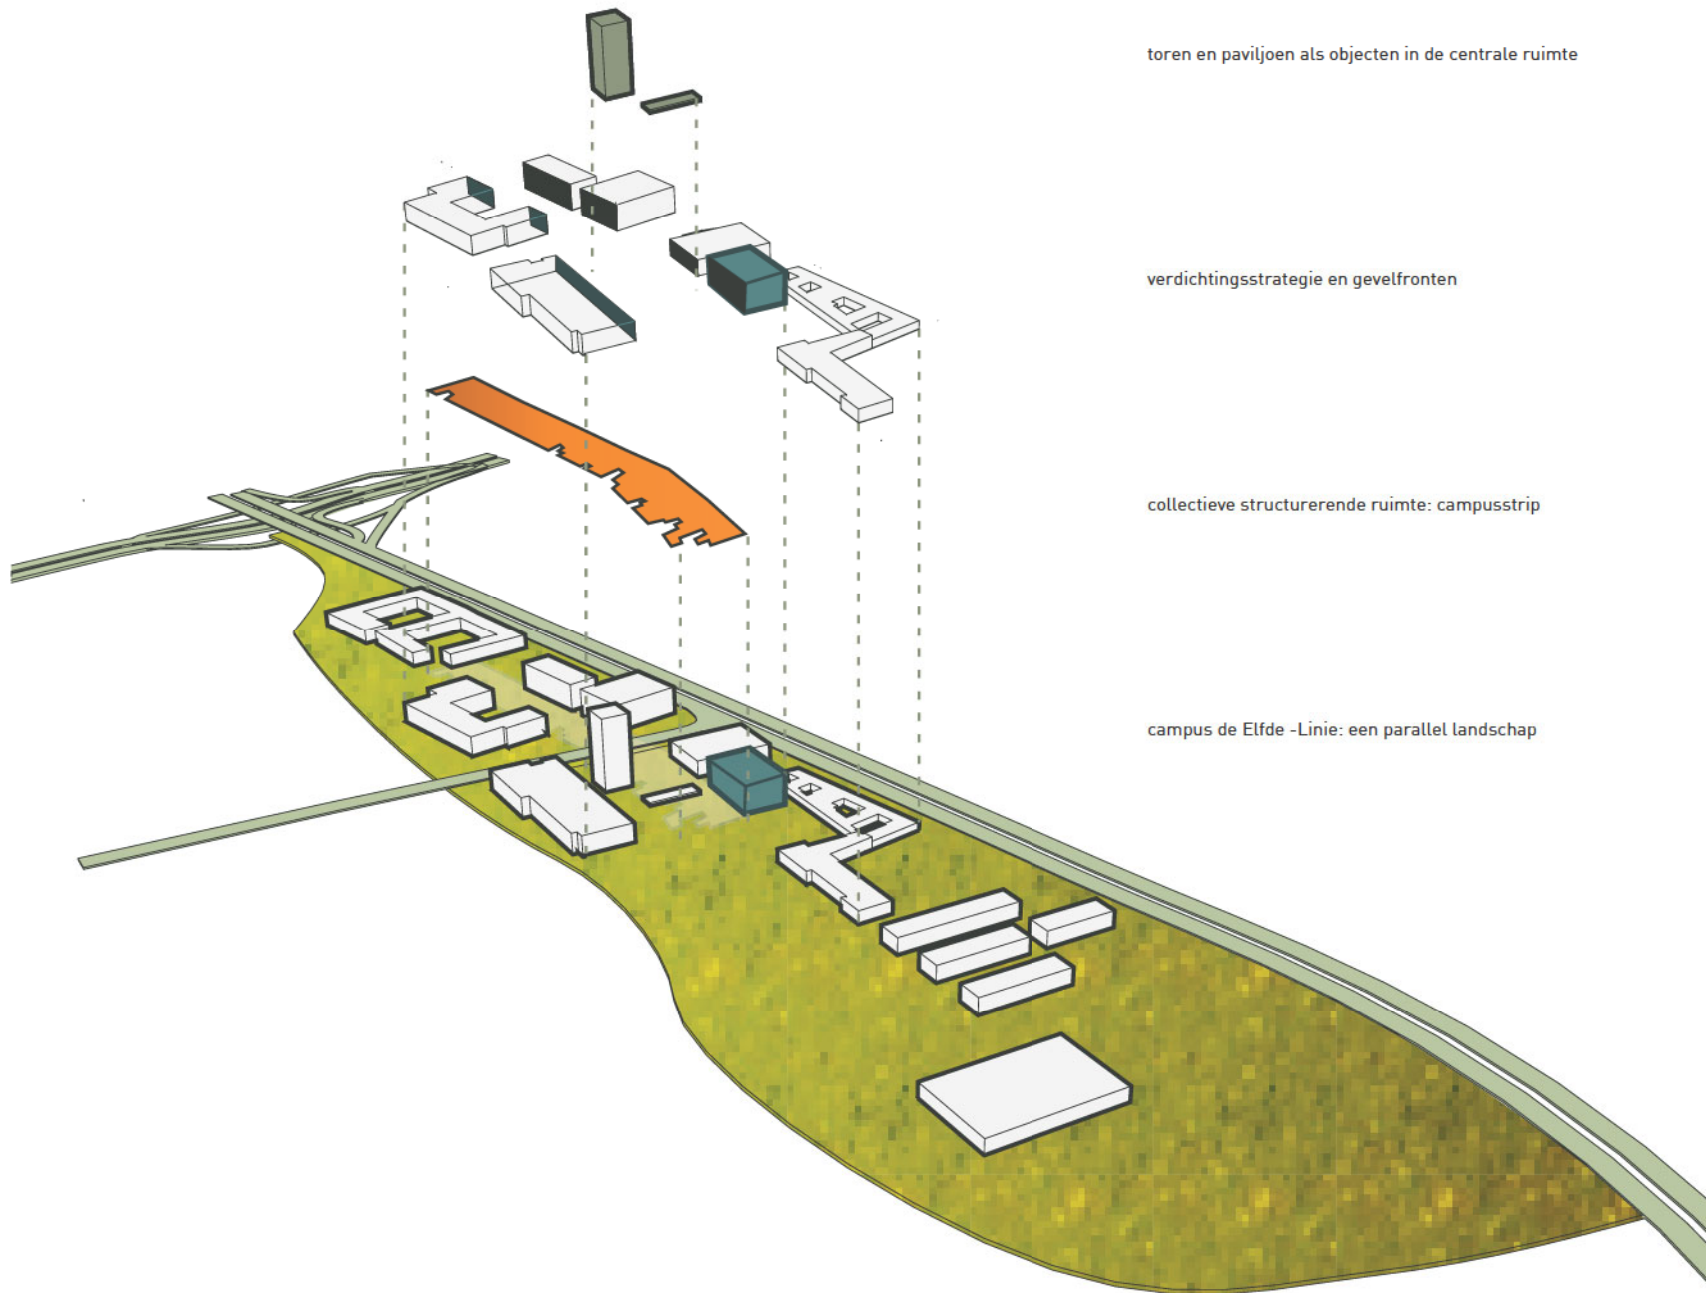 toren en paviljoen als objecten in de centrale ruimte
verdichtingsstrategie en gevelfronten
collectieve structurerende ruimte: campusstrip
campus de Elfde -Linie: een parallel landschap